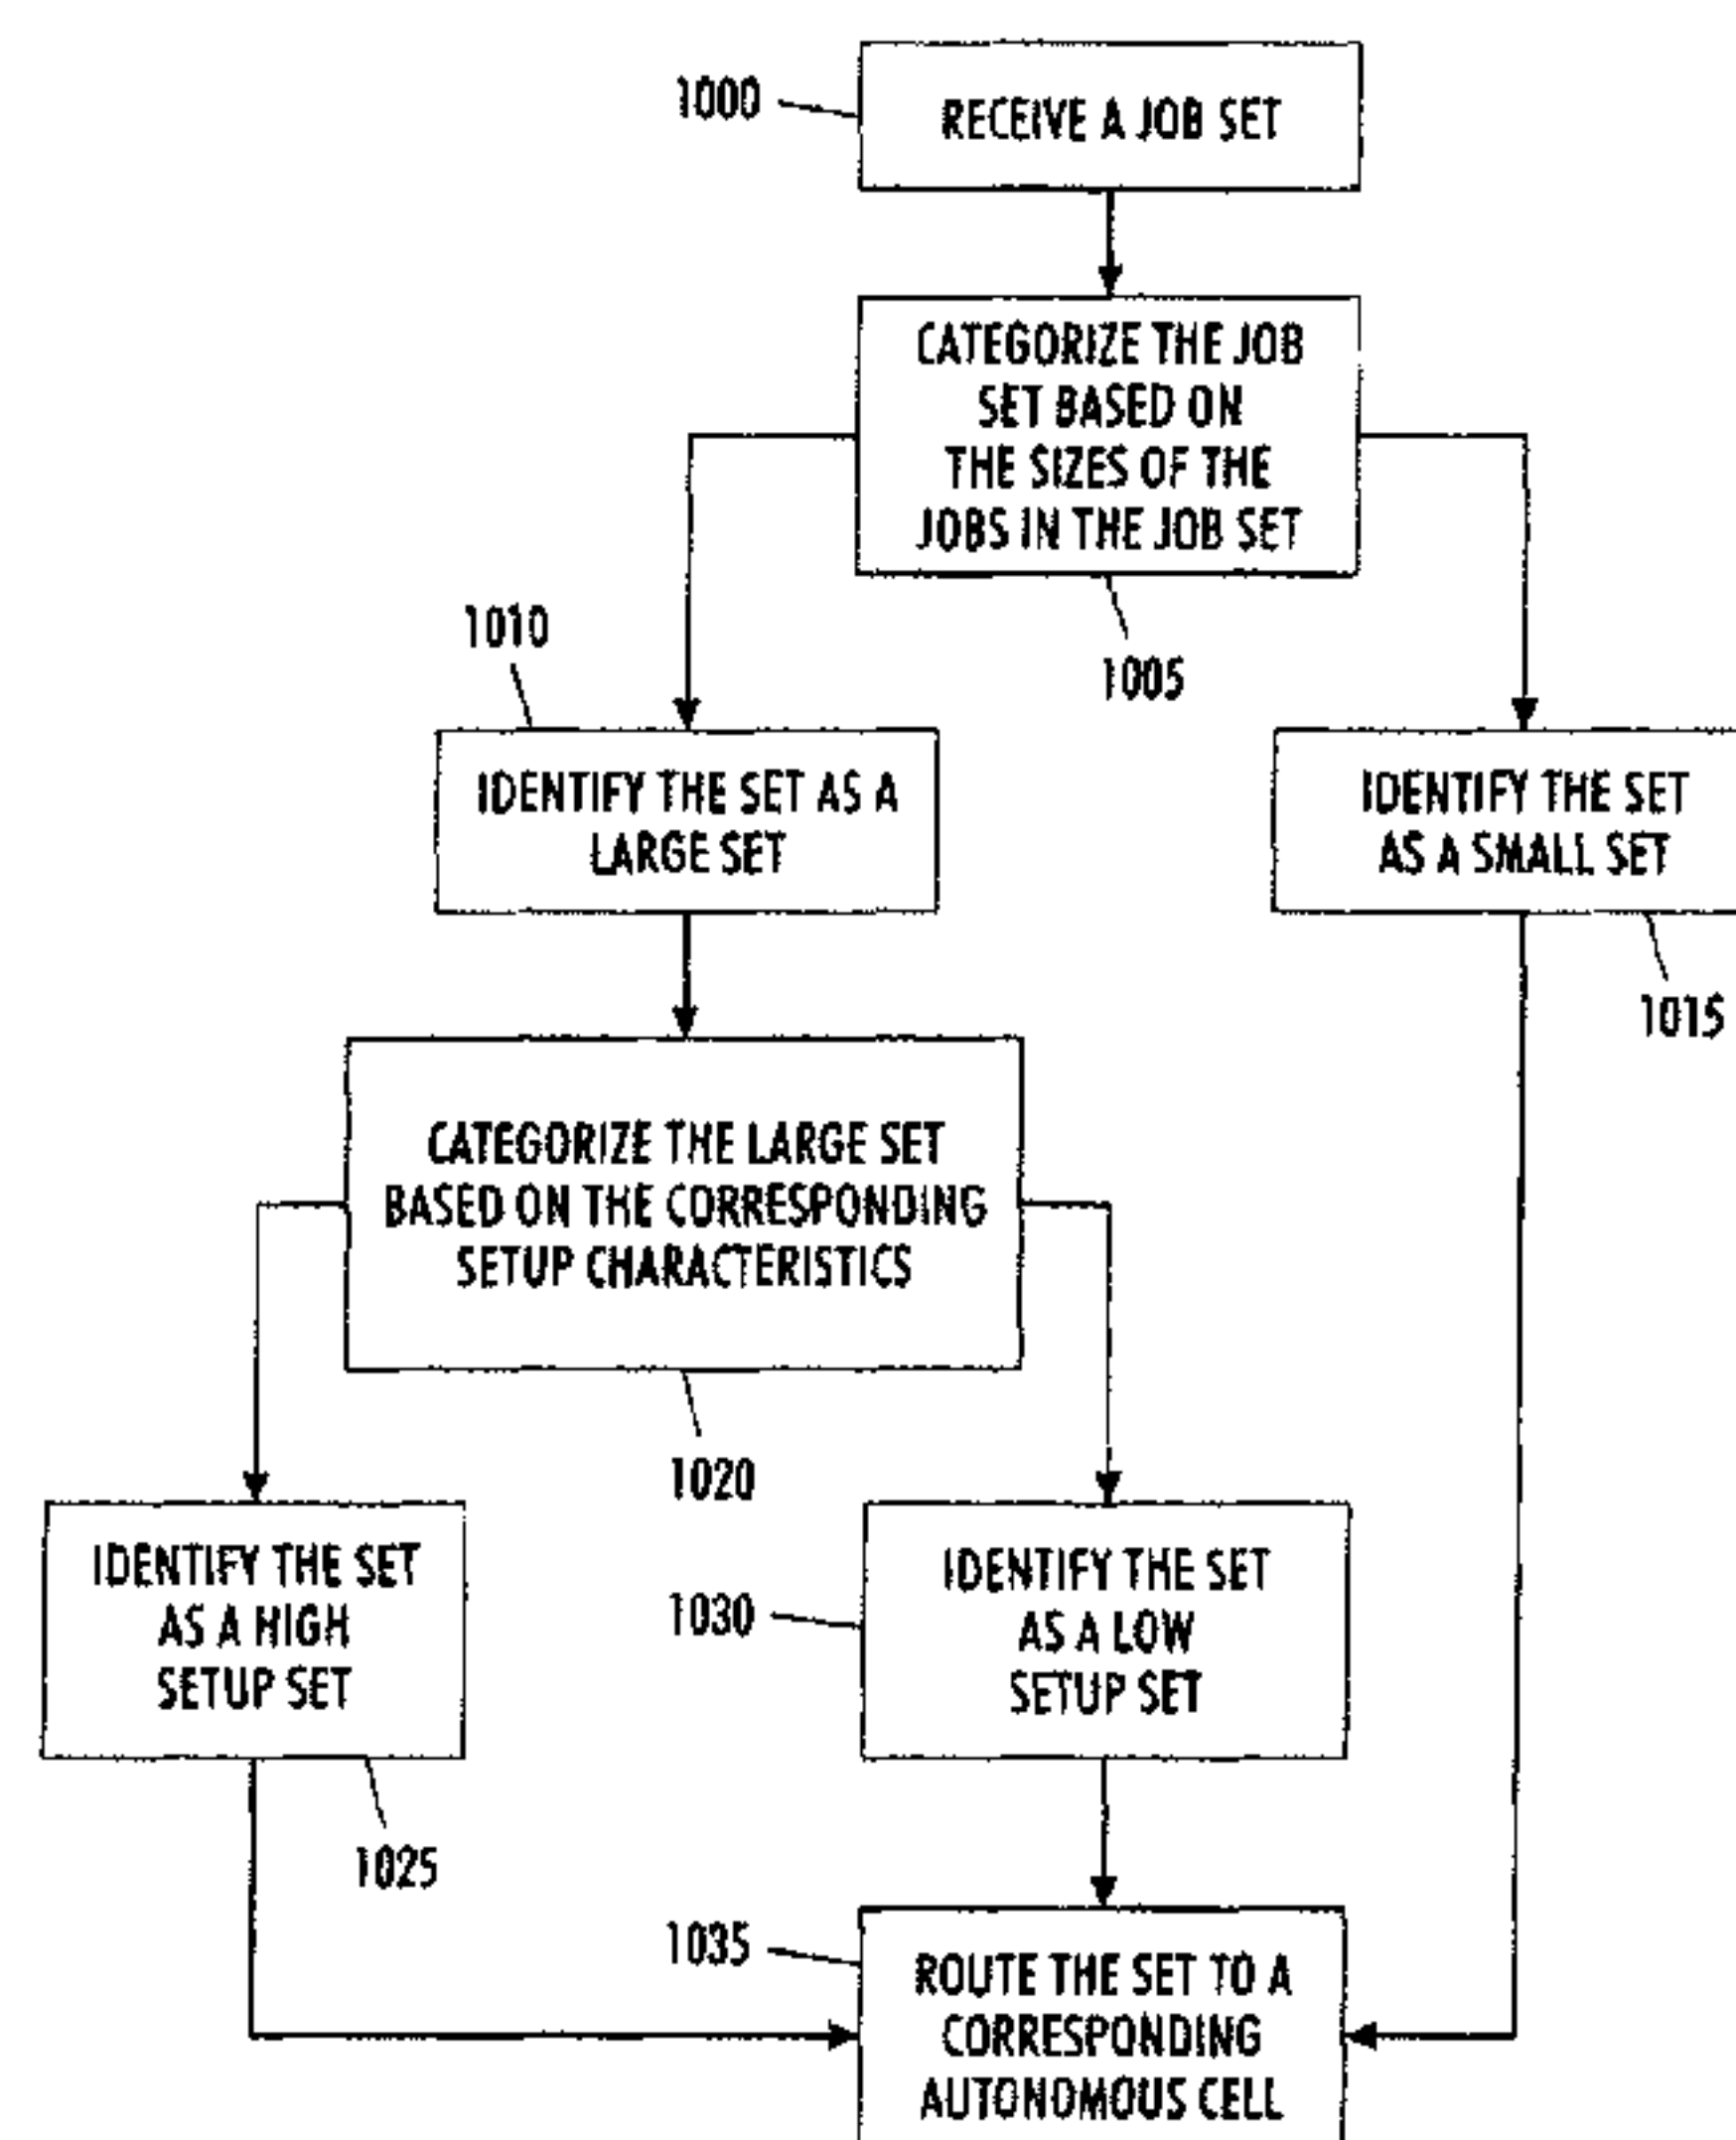 1000
RECEIVE A JOB SET
CATEGORIZE THE JOB
SET BASED ON
THE SIZES OF THE
JOBS IN THE JOB SET
1005
1010
IDENTIFY THE SET AS A
LARGE SET
IDENTIFY THE SET
AS A SMALL SET
1015
CATEGORIZE THE LARGE SET
BASED ON THE CORRESPONDING
SETUP CHARACTERISTICS
1020
IDENTIFY THE SET
AS A HIGH
SETUP SET
1025
1030
IDENTIFY THE SET
AS A LOW
SETUP SET
1035
ROUTE THE SET TO A
CORRESPONDING
AUTONOMOUS CELL